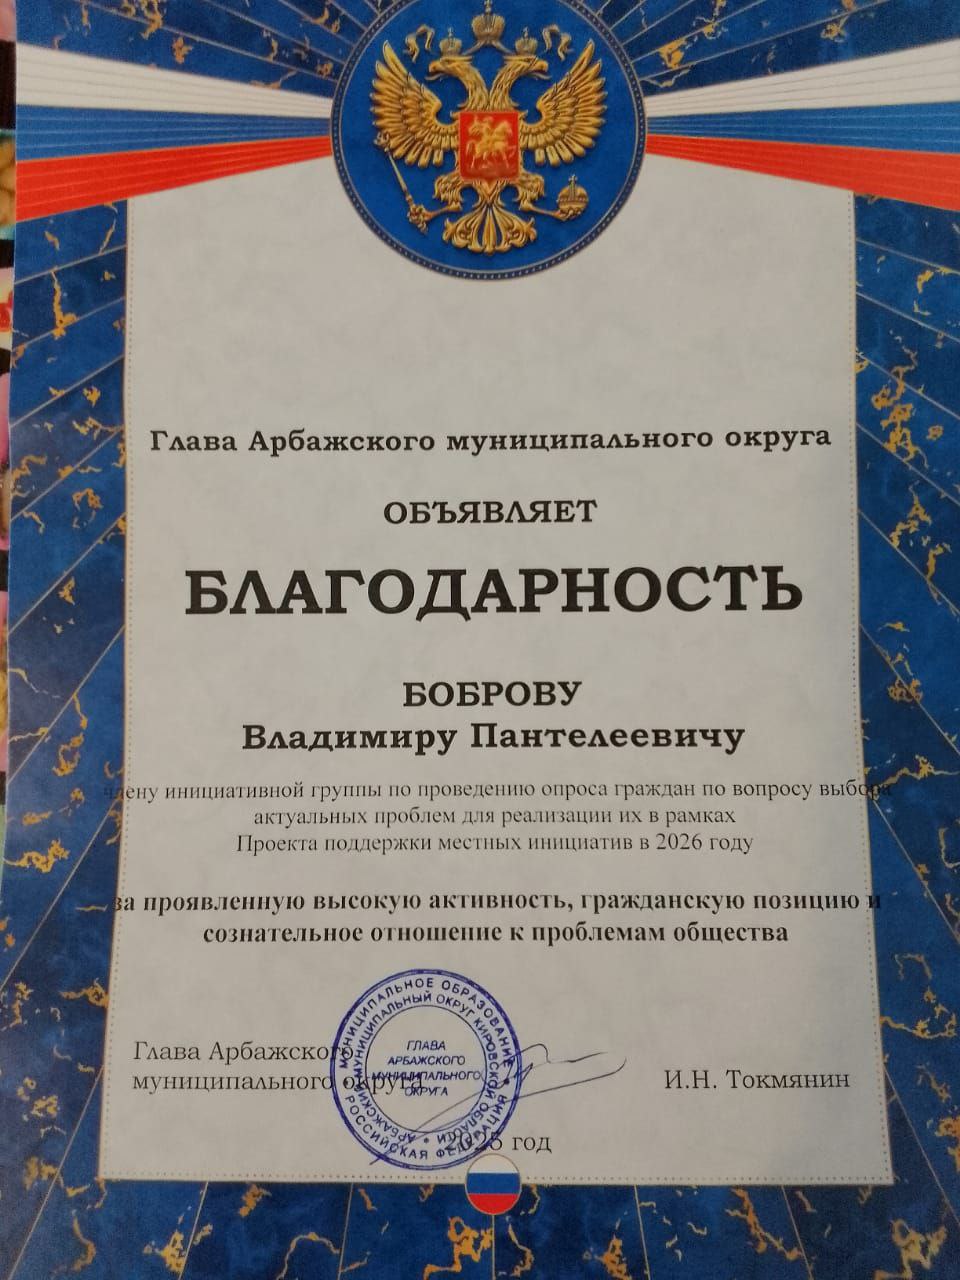 Глава Арбажского муниципального округа
ОБЪЯВЛЯЕТ
БЛАГОДАРНОСТЬ
БОБРОВУ
Владимиру Пантелеевичу
члену инициативной группы по проведению опроса граждан по вопросу выбора
актуальных проблем для реализации их в рамках
Проекта поддержки местных инициатив в 2026 году
за проявленную высокую активность, гражданскую позицию и
сознательное отношение к проблемам общества
Глава Арбажского
муниципального округа
И.Н. Токмянин
2025 год
МУНИЦИПАЛЬНОЕ ОБРАЗОВАНИЕ
АРБАЖСКИЙ МУНИЦИПАЛЬНЫЙ ОКРУГ КИРОВСКОЙ ОБЛАСТИ
РОССИЙСКАЯ ФЕДЕРАЦИЯ
ГЛАВА
АРБАЖСКОГО
МУНИЦИПАЛЬНОГО
ОКРУГА